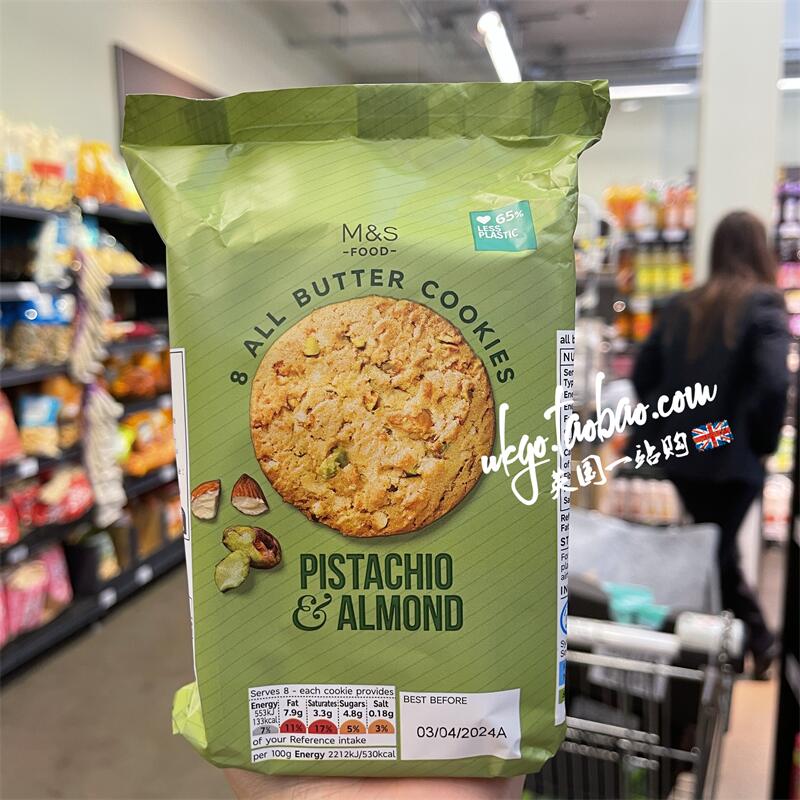 65%
LESS
PLASTIC
M&S
-FOOD-
8 ALL BUTTER COOKIES
ukgo.taobao.com
英国一站购
PISTACHIO
& ALMOND
Serves 8 - each cookie provides
Energy Fat Saturates Sugars Salt
553kJ 7.9g 3.3g 4.8g 0.18g
133kcal
7% 11% 17% 5% 3%
of your Reference intake
per 100g Energy 2212kJ/530kcal
BEST BEFORE
03/04/2024A